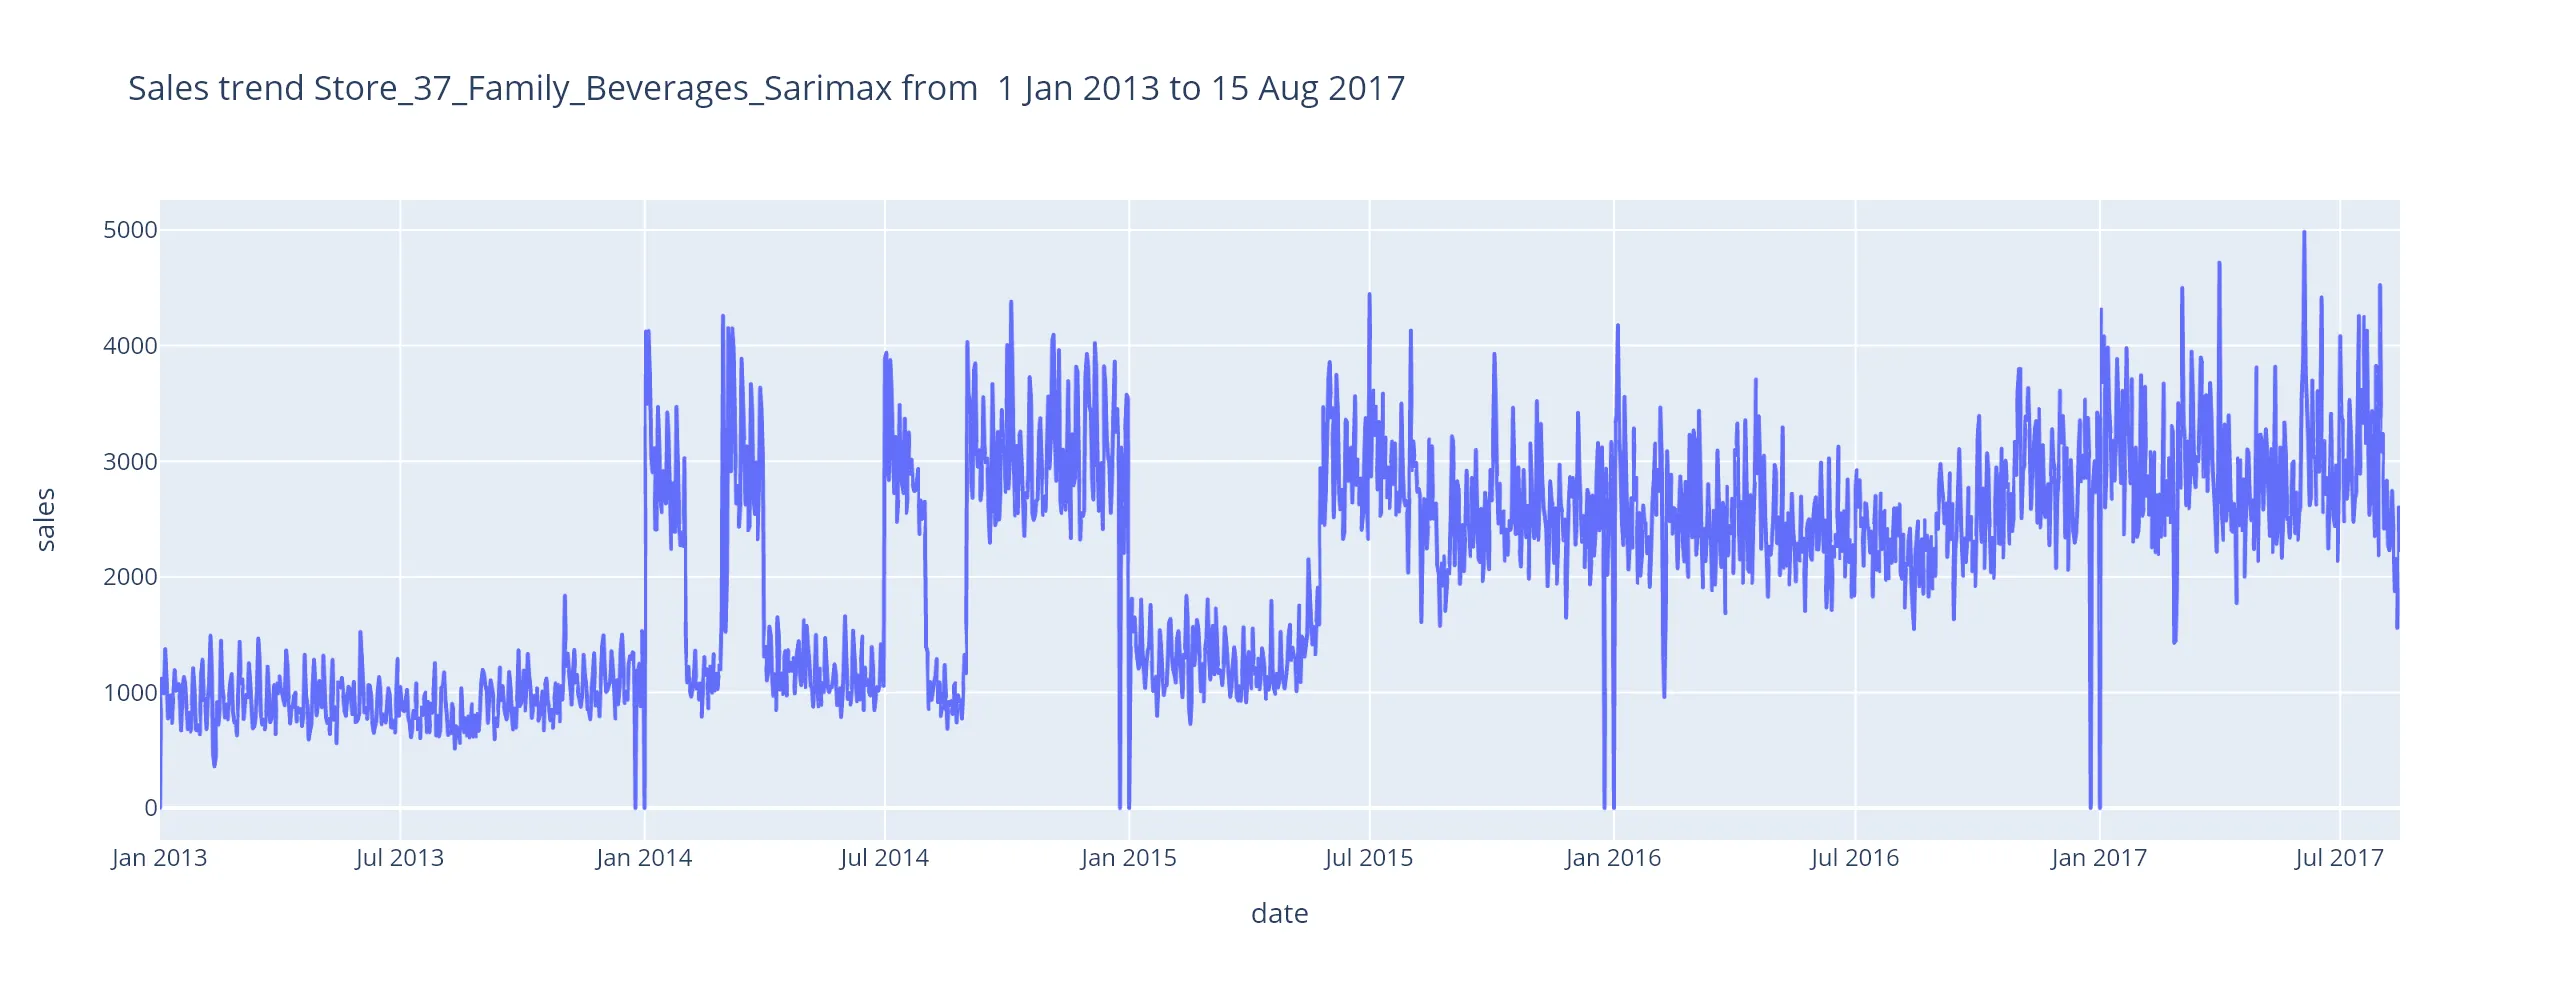 Sales trend Store_37_Family_Beverages_Sarimax from  1 Jan 2013 to 15 Aug 2017
5000
4000
3000
2000
1000
0
sales
Jan 2013 Jul 2013 Jan 2014 Jul 2014 Jan 2015 Jul 2015 Jan 2016 Jul 2016 Jan 2017 Jul 2017
date